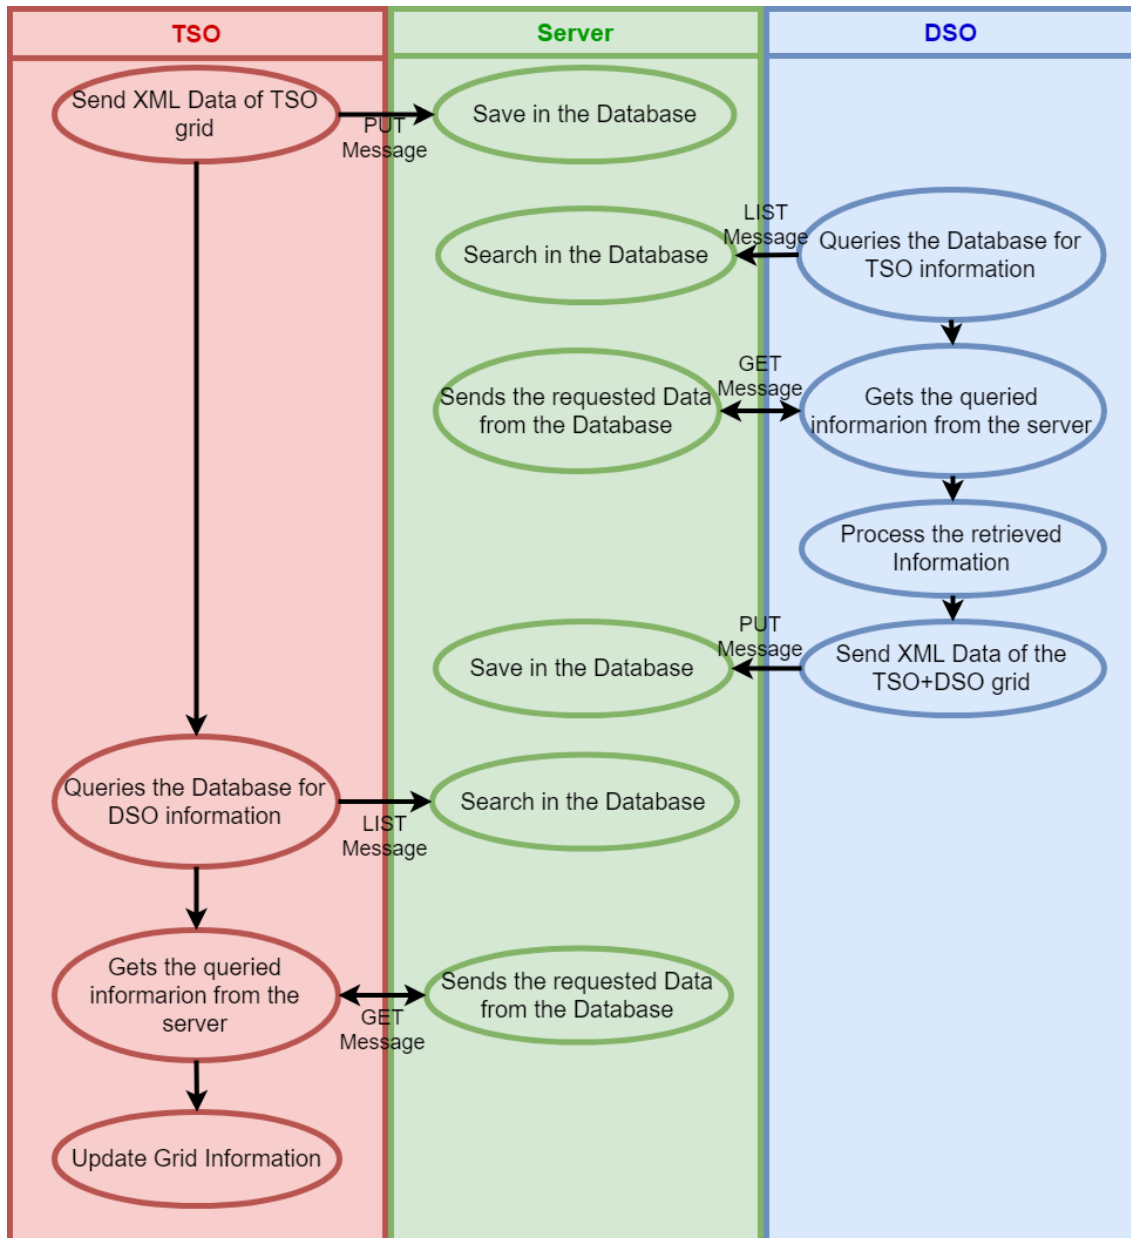 TSO
Server
DSO
Send XML Data of TSO
grid
PUT
Message
Save in the Database
LIST
Message
Search in the Database
Queries the Database for
TSO information
GET
Message
Sends the requested Data
from the Database
Gets the queried
informarion from the server
Process the retrieved
Information
PUT
Message
Save in the Database
Send XML Data of the
TSO+DSO grid
Queries the Database for
DSO information
LIST
Message
Search in the Database
Gets the queried
informarion from the
server
GET
Message
Sends the requested Data
from the Database
Update Grid Information